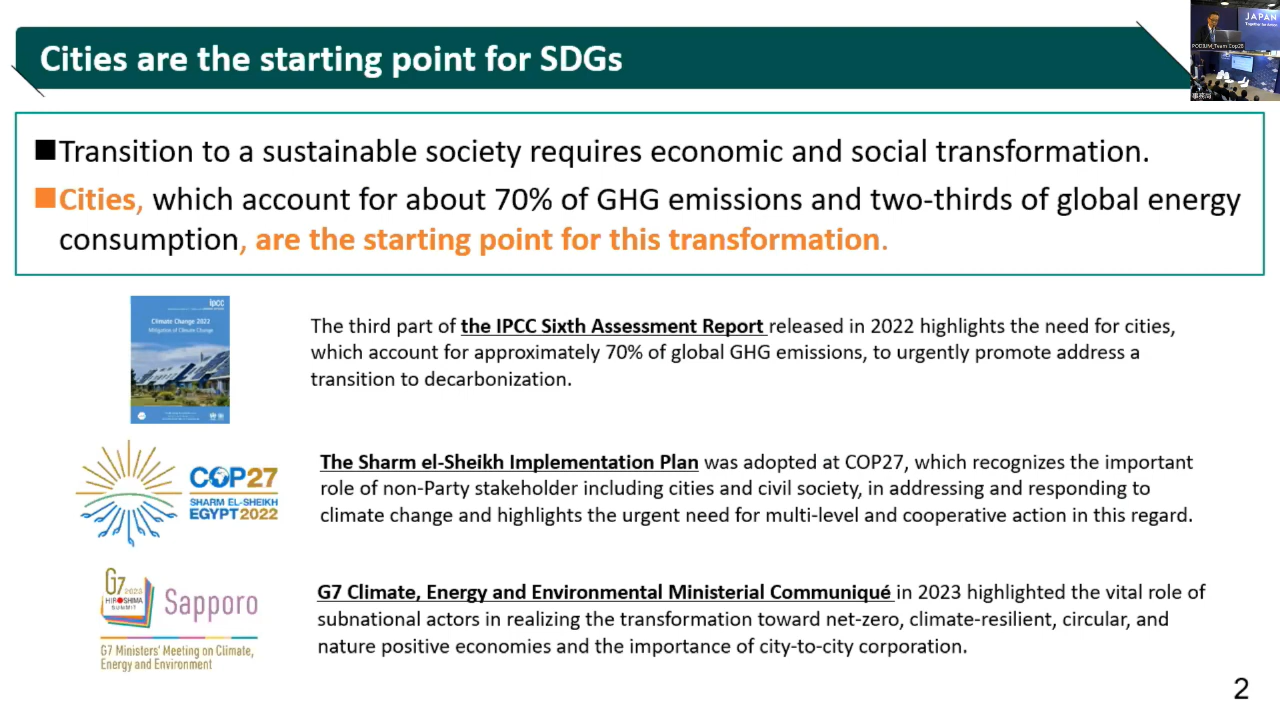 Cities are the starting point for SDGs
JAPAN
Together for Action
PODIUM_Team Cop28
事務局
■Transition to a sustainable society requires economic and social transformation.
■Cities, which account for about 70% of GHG emissions and two-thirds of global energy
consumption, are the starting point for this transformation.
ipcc
Climate Change 2022
Mitigation of Climate Change
The third part of the IPCC Sixth Assessment Report released in 2022 highlights the need for cities,
which account for approximately 70% of global GHG emissions, to urgently promote address a
transition to decarbonization.
COP27
SHARM EL-SHEIKH
EGYPT2022
The Sharm el-Sheikh Implementation Plan was adopted at COP27, which recognizes the important
role of non-Party stakeholder including cities and civil society, in addressing and responding to
climate change and highlights the urgent need for multi-level and cooperative action in this regard.
G7 2023
HIROSHIMA
SUMMIT
Sapporo
G7 Ministers' Meeting on Climate,
Energy and Environment
G7 Climate, Energy and Environmental Ministerial Communiqué in 2023 highlighted the vital role of
subnational actors in realizing the transformation toward net-zero, climate-resilient, circular, and
nature positive economies and the importance of city-to-city corporation.
2